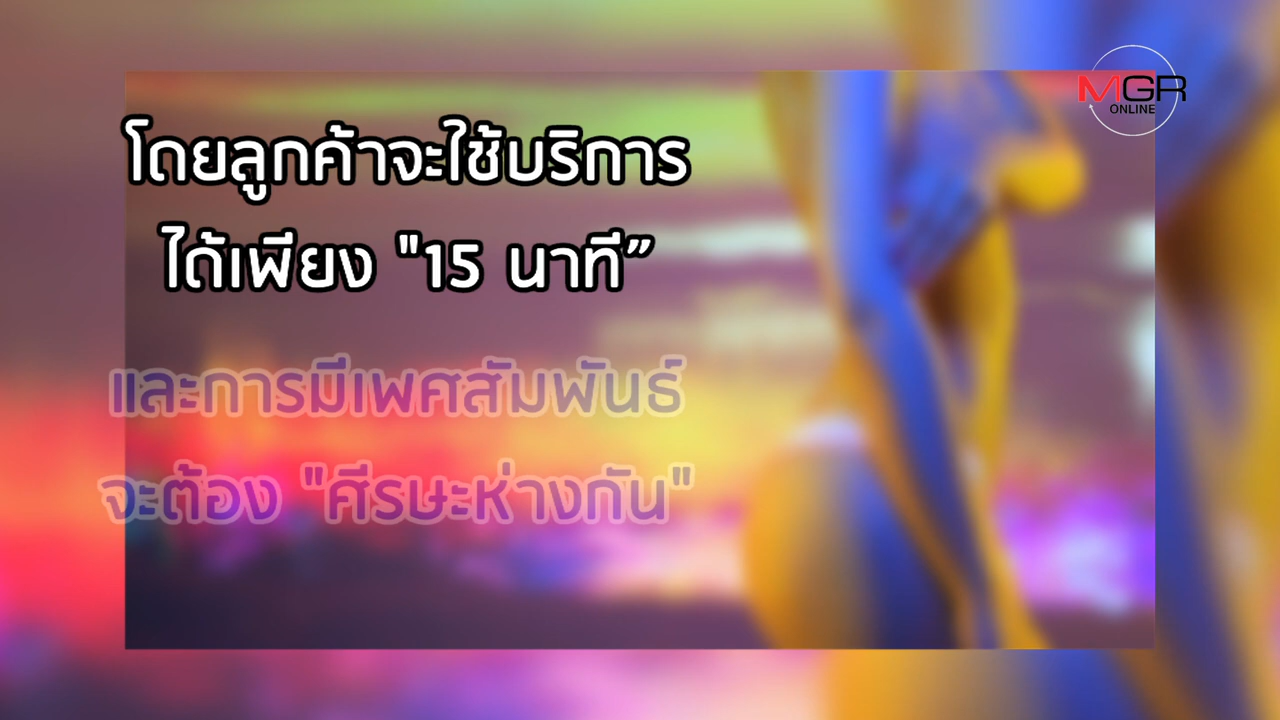 MGR
ONLINE
โดยลูกค้าจะใช้บริการ
ได้เพียง "15 นาที”
และการมีเพศสัมพันธ์
จะต้อง "ศีรษะห่างกัน"